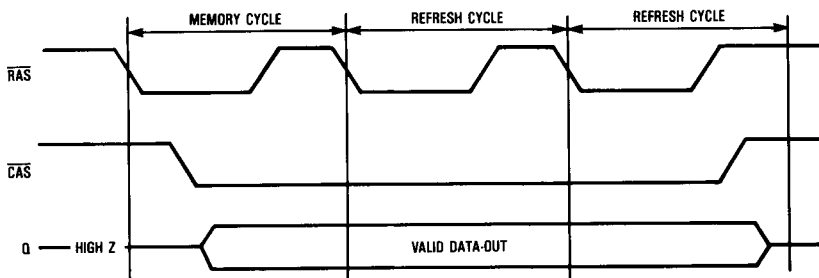 MEMORY CYCLE REFRESH CYCLE REFRESH CYCLE
RAS
CAS
Q HIGH Z VALID DATA-OUT